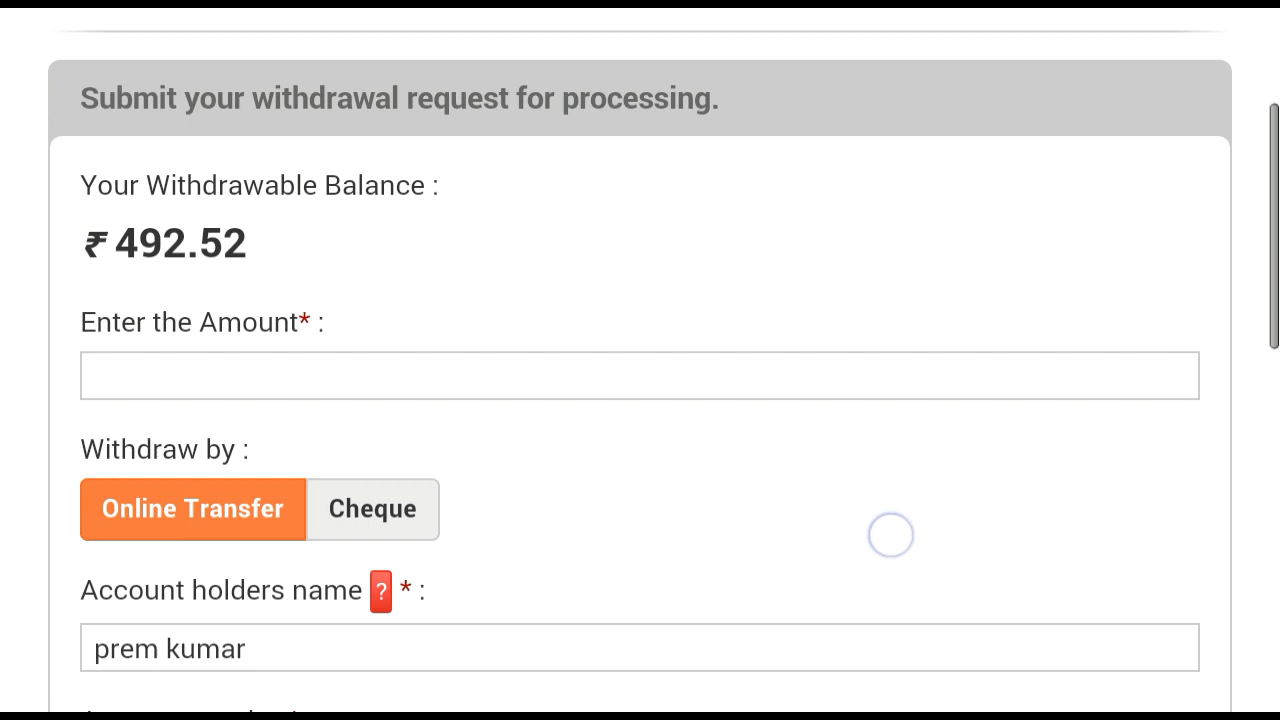 Submit your withdrawal request for processing.
Your Withdrawable Balance :
₹ 492.52
Enter the Amount* :
Withdraw by :
Online Transfer Cheque
Account holders name ? * :
prem kumar